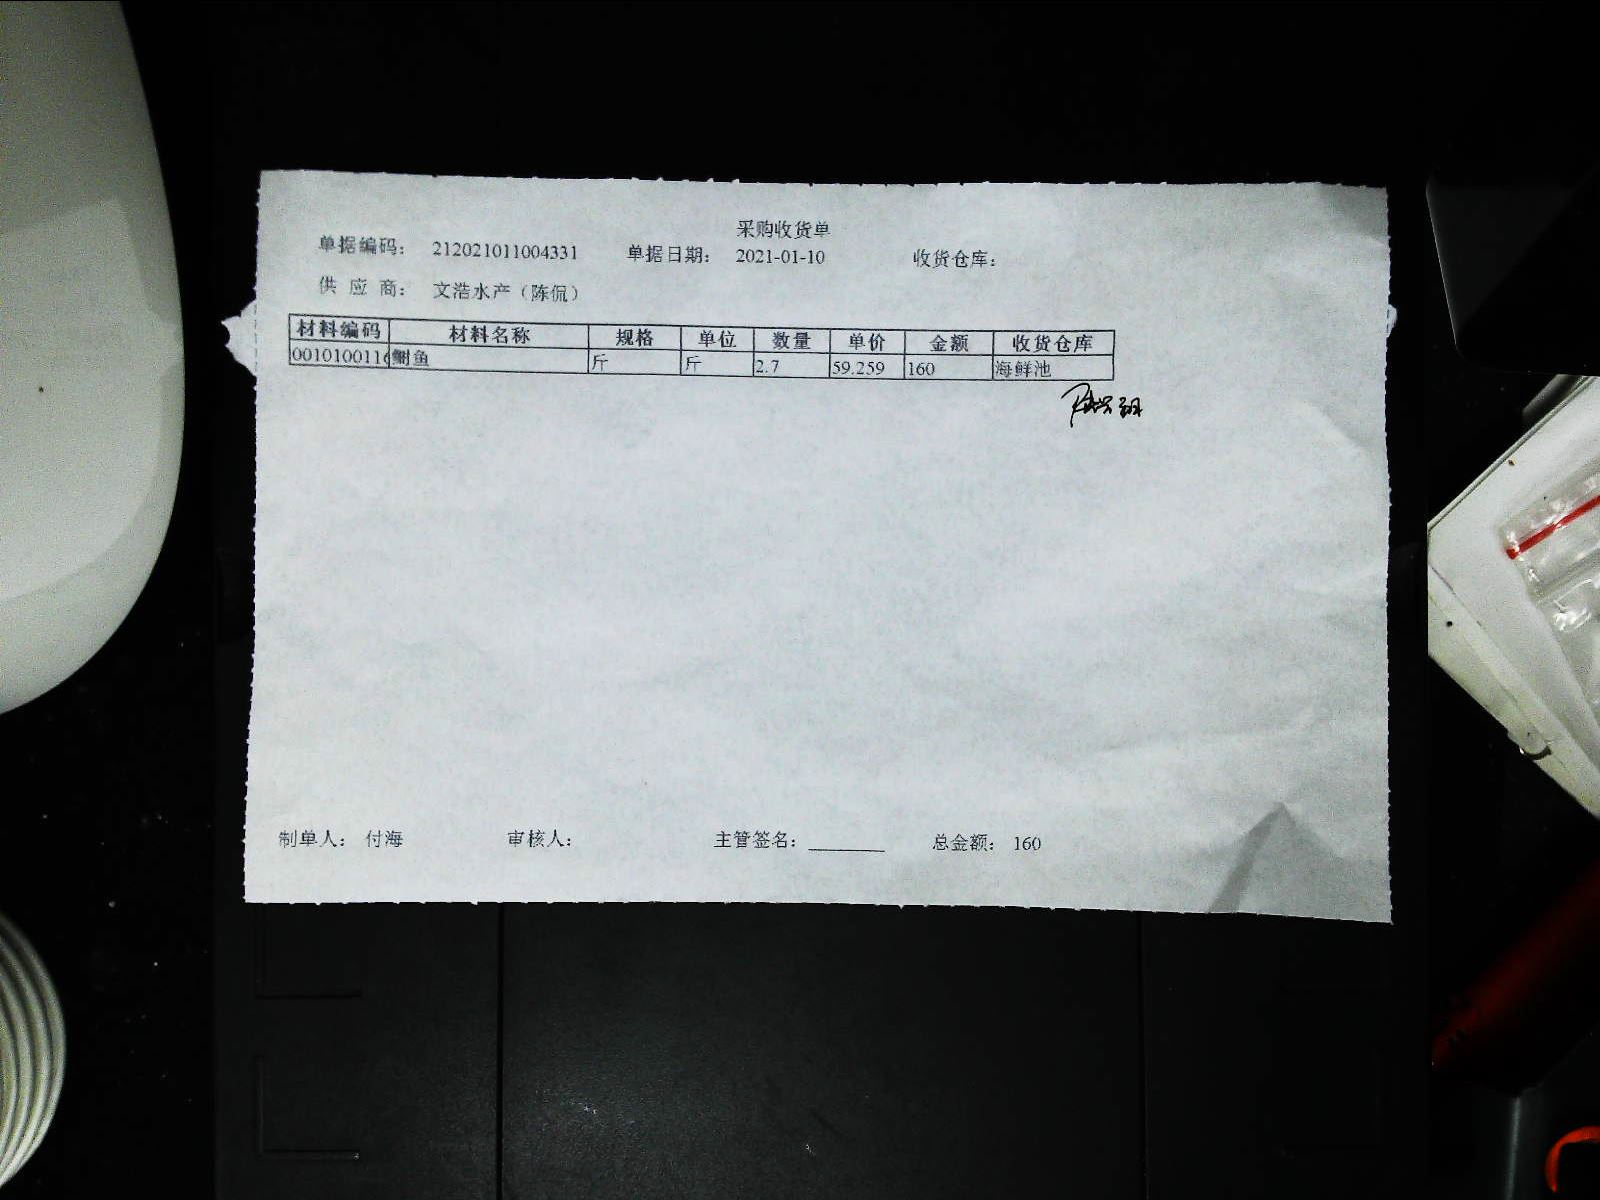 采购收货单
单据编码： 212021011004331 单据日期： 2021-01-10 收货仓库：
供 应 商： 文浩水产（陈侃）
材料编码 材料名称 规格 单位 数量 单价 金额 收货仓库
0010100116 鲥鱼 斤 斤 2.7 59.259 160 海鲜池
制单人： 付海 审核人： 主管签名： 总金额： 160